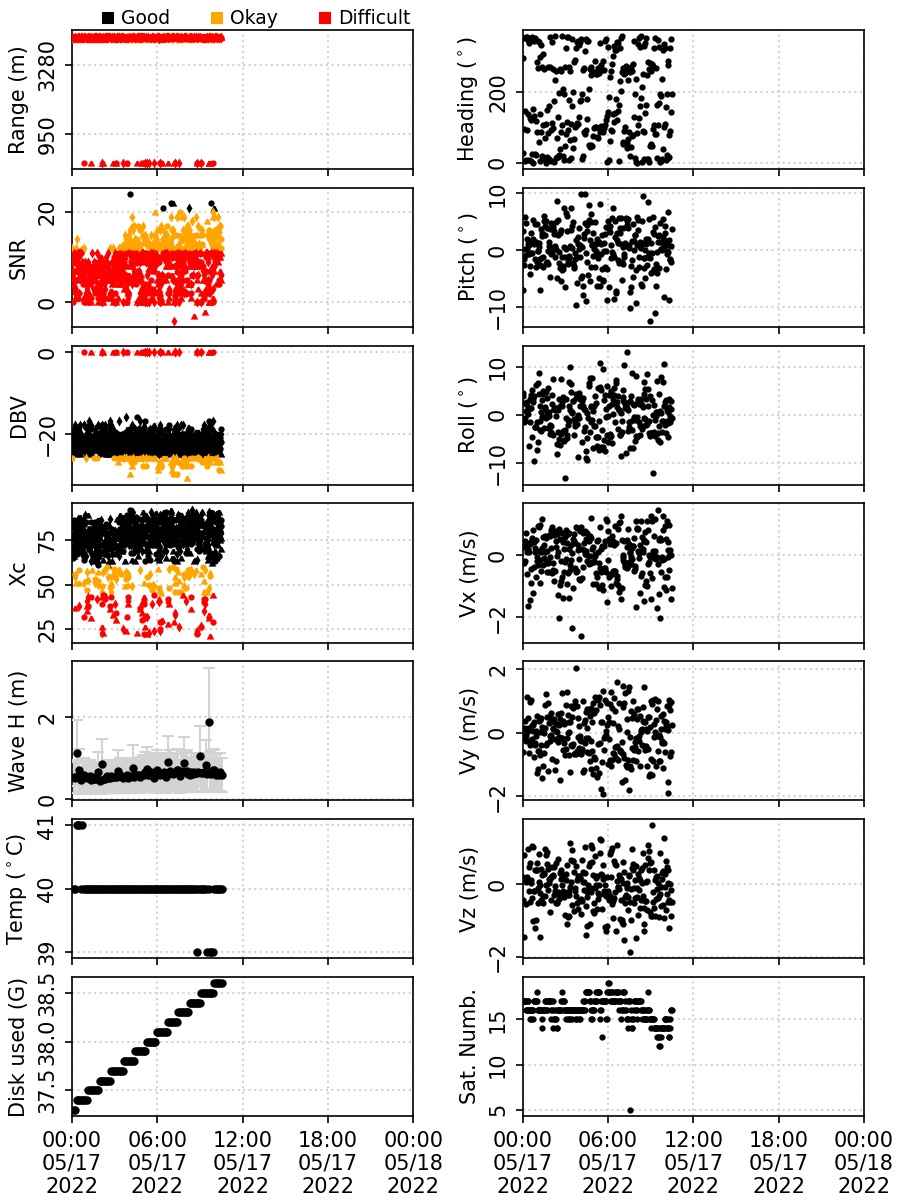 Good Okay Difficult
Range (m)
3280
950
Heading (°)
200
0
SNR
20
0
Pitch (°)
10
0
−10
DBV
0
−20
Roll (°)
10
0
−10
Xc
75
50
25
Vx (m/s)
0
−2
Wave H (m)
2
0
Vy (m/s)
2
0
−2
Temp (°C)
41
40
39
Vz (m/s)
0
−2
Disk used (G)
38.5
38.0
37.5
Sat. Numb.
15
10
5
00:00 06:00 12:00 18:00 00:00
05/17 05/17 05/17 05/17 05/18
2022 2022 2022 2022 2022
00:00 06:00 12:00 18:00 00:00
05/17 05/17 05/17 05/17 05/18
2022 2022 2022 2022 2022